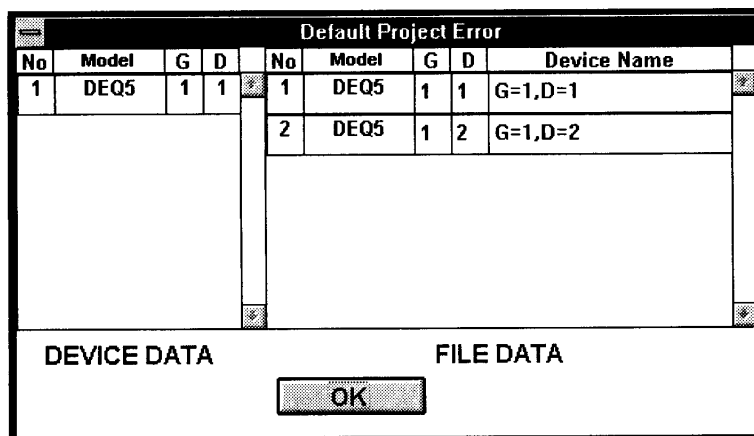 Default Project Error
No Model G D No Model G D Device Name
1 DEQ5 1 1 1 DEQ5 1 1 G=1,D=1
2 DEQ5 1 2 G=1,D=2
DEVICE DATA FILE DATA
OK